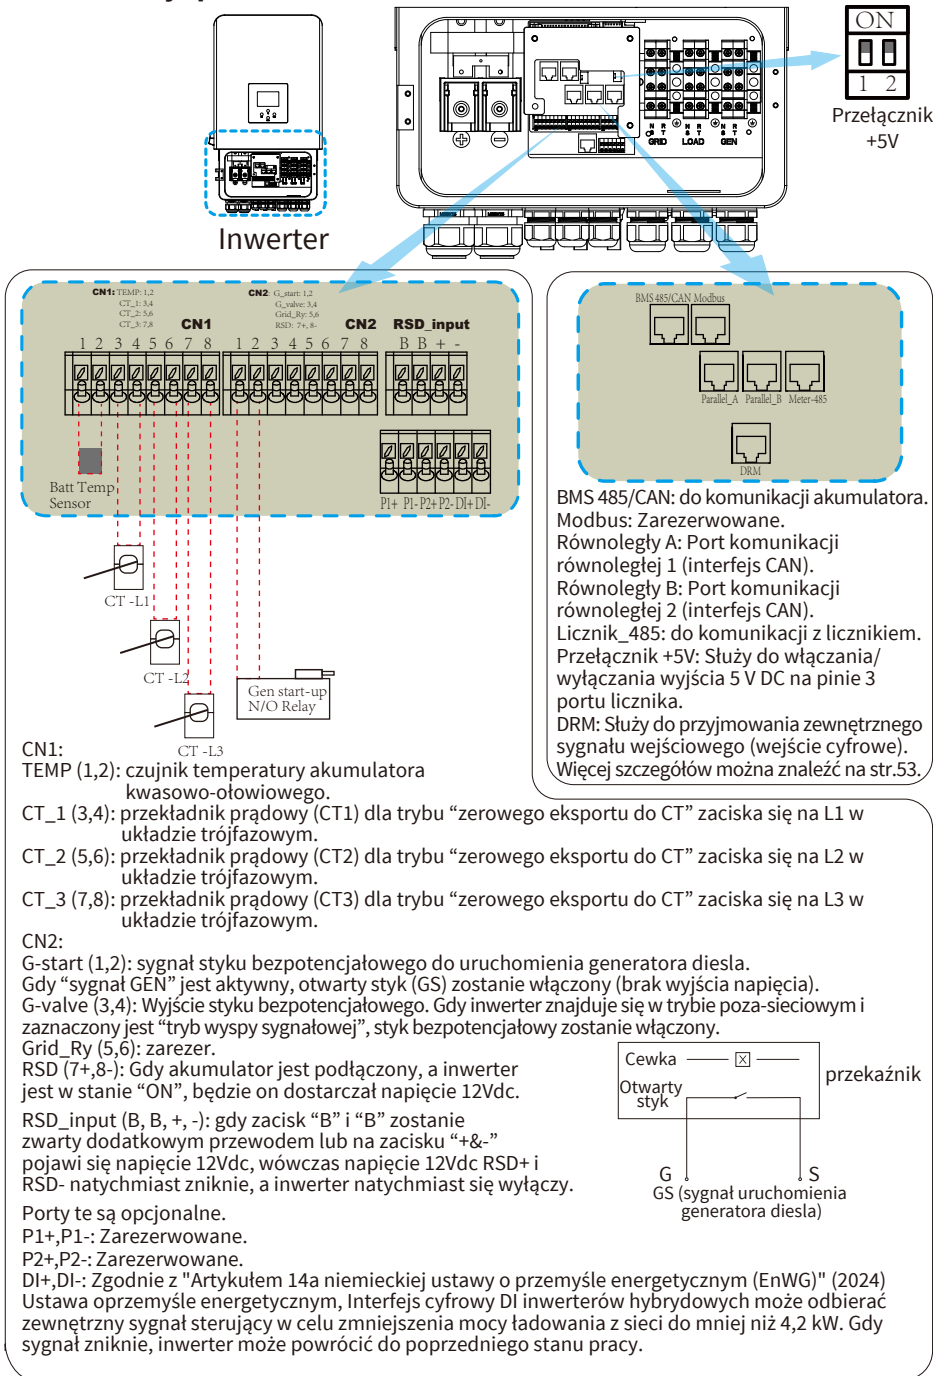 ON
1 2
Przełącznik
+5V
N R N R N R
S T S T S T
GRID LOAD GEN
Inwerter
CN1: TEMP: 1,2
CT_1: 3,4
CT_2: 5,6
CT_3: 7,8
CN1
CN2: G_start: 1,2
G_valve: 3,4
Grid_Ry: 5,6
RSD: 7+, 8-
CN2
RSD_input
1 2 3 4 5 6 7 8
1 2 3 4 5 6 7 8
B B + -
P1+ P1- P2+ P2- DI+ DI-
Batt Temp
Sensor
CT -L1
CT -L2
CT -L3
Gen start-up
N/O Relay
BMS 485/CAN Modbus
Parallel_A Parallel_B Meter-485
DRM
BMS 485/CAN: do komunikacji akumulatora.
Modbus: Zarezerwowane.
Równoległy A: Port komunikacji
równoległej 1 (interfejs CAN).
Równoległy B: Port komunikacji
równoległej 2 (interfejs CAN).
Licznik_485: do komunikacji z licznikiem.
Przełącznik +5V: Służy do włączania/
wyłączania wyjścia 5 V DC na pinie 3
portu licznika.
DRM: Służy do przyjmowania zewnętrznego
sygnału wejściowego (wejście cyfrowe).
Więcej szczegółów można znaleźć na str.53.
CN1:
TEMP (1,2): czujnik temperatury akumulatora
kwasowo-ołowiowego.
CT_1 (3,4): przekładnik prądowy (CT1) dla trybu “zerowego eksportu do CT” zaciska się na L1 w
układzie trójfazowym.
CT_2 (5,6): przekładnik prądowy (CT2) dla trybu “zerowego eksportu do CT” zaciska się na L2 w
układzie trójfazowym.
CT_3 (7,8): przekładnik prądowy (CT3) dla trybu “zerowego eksportu do CT” zaciska się na L3 w
układzie trójfazowym.
CN2:
G-start (1,2): sygnał styku bezpotencjałowego do uruchomienia generatora diesla.
Gdy “sygnał GEN” jest aktywny, otwarty styk (GS) zostanie włączony (brak wyjścia napięcia).
G-valve (3,4): Wyjście styku bezpotencjałowego. Gdy inwerter znajduje się w trybie poza-sieciowym i
zaznaczony jest “tryb wyspy sygnałowej”, styk bezpotencjałowy zostanie włączony.
Grid_Ry (5,6): zarezer.
RSD (7+,8-): Gdy akumulator jest podłączony, a inwerter
jest w stanie “ON”, będzie on dostarczał napięcie 12Vdc.
RSD_input (B, B, +, -): gdy zacisk “B” i “B” zostanie
zwarty dodatkowym przewodem lub na zacisku “+&-”
pojawi się napięcie 12Vdc, wówczas napięcie 12Vdc RSD+ i
RSD- natychmiast zniknie, a inwerter natychmiast się wyłączy.
Cewka
Otwarty
styk
przekaźnik
G S
GS (sygnał uruchomienia
generatora diesla)
Porty te są opcjonalne.
P1+,P1-: Zarezerwowane.
P2+,P2-: Zarezerwowane.
DI+,DI-: Zgodnie z "Artykułem 14a niemieckiej ustawy o przemyśle energetycznym (EnWG)" (2024)
Ustawa oprzemyśle energetycznym, Interfejs cyfrowy DI inwerterów hybrydowych może odbierać
zewnętrzny sygnał sterujący w celu zmniejszenia mocy ładowania z sieci do mniej niż 4,2 kW. Gdy
sygnał zniknie, inwerter może powrócić do poprzedniego stanu pracy.